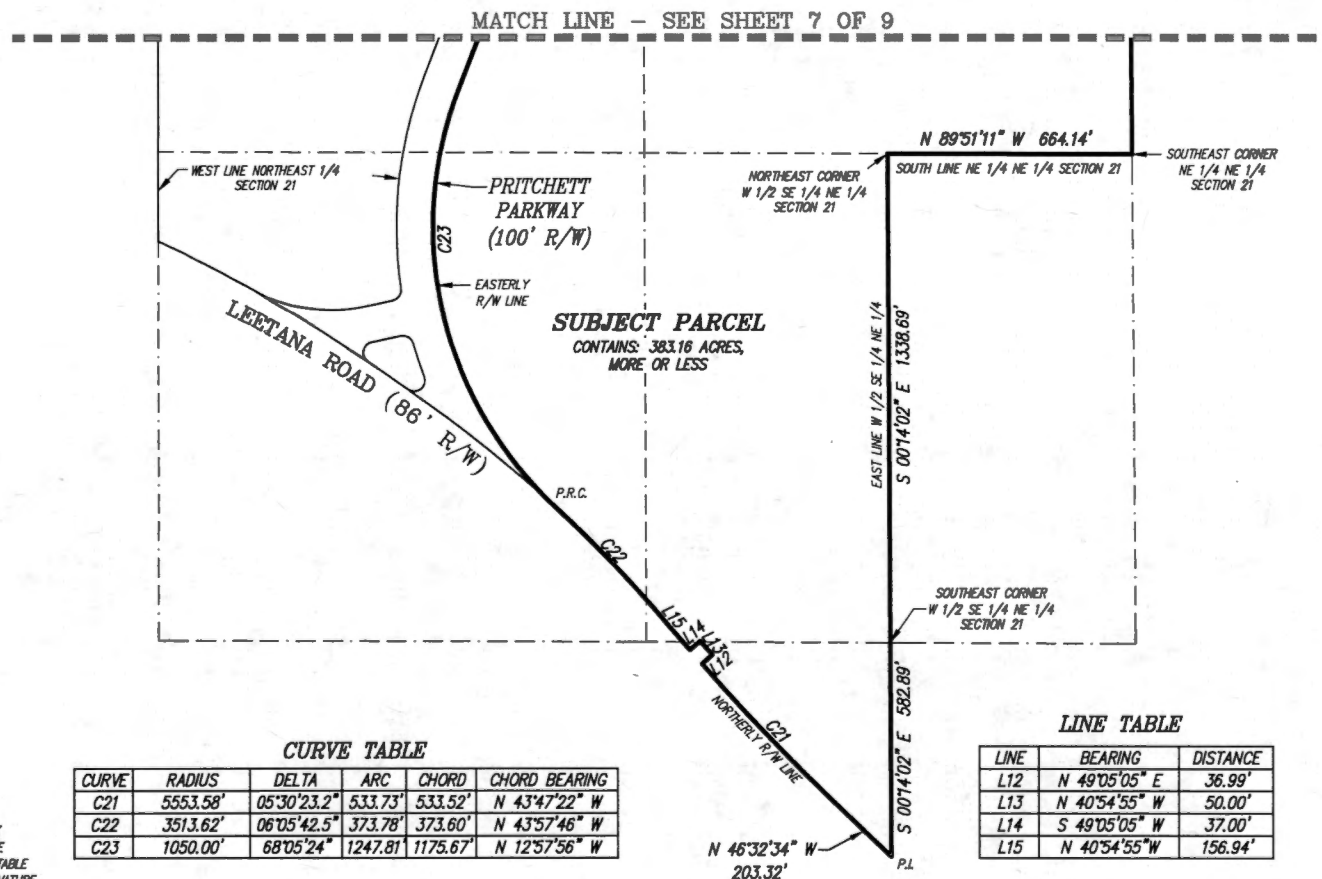 MATCH LINE – SEE SHEET 7 OF 9
N 89°51'11" W 664.14'
SOUTH LINE NE 1/4 NE 1/4 SECTION 21
SOUTHEAST CORNER
NE 1/4 NE 1/4
SECTION 21
NORTHEAST CORNER
W 1/2 SE 1/4 NE 1/4
SECTION 21
WEST LINE NORTHEAST 1/4
SECTION 21
PRITCHETT
PARKWAY
(100' R/W)
C23
EASTERLY
R/W LINE
SUBJECT PARCEL
CONTAINS: 383.16 ACRES,
MORE OR LESS
LEETANA ROAD (86' R/W)
EAST LINE W 1/2 SE 1/4 NE 1/4
S 00°14'02" E 1338.69'
P.R.C.
C22
SOUTHEAST CORNER
W 1/2 SE 1/4 NE 1/4
SECTION 21
L15
L14
L13
L12
C21
NORTHERLY R/W LINE
S 00°14'02" E 582.89'
N 46°32'34" W
203.32'
P.I.
CURVE TABLE
CURVE RADIUS DELTA ARC CHORD CHORD BEARING
C21 5553.58' 05°30'23.2" 533.73' 533.52' N 43°47'22" W
C22 3513.62' 06°05'42.5" 373.78' 373.60' N 43°57'46" W
C23 1050.00' 68°05'24" 1247.81' 1175.67' N 12°57'56" W
LINE TABLE
LINE BEARING DISTANCE
L12 N 49°05'05" E 36.99'
L13 N 40°54'55" W 50.00'
L14 S 49°05'05" W 37.00'
L15 N 40°54'55" W 156.94'
TABLE